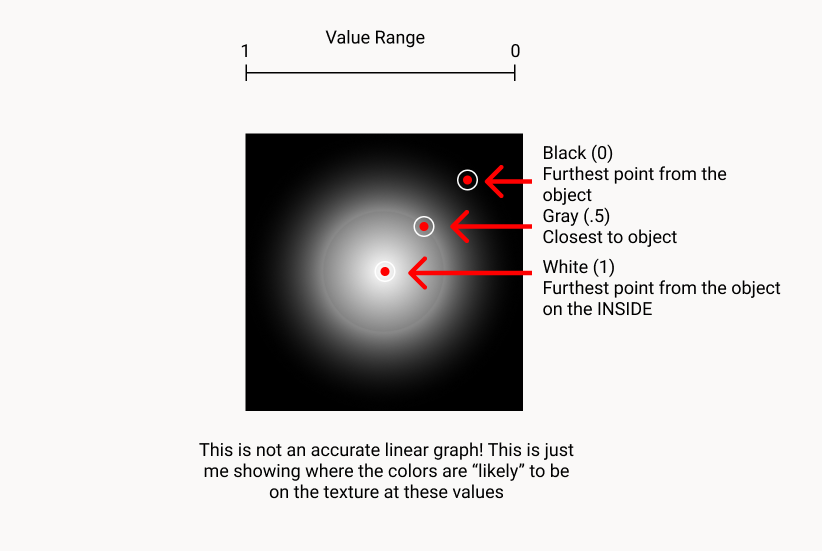 Value Range
1 0
Black (0)
Furthest point from the
object
Gray (.5)
Closest to object
White (1)
Furthest point from the object
on the INSIDE
This is not an accurate linear graph! This is just
me showing where the colors are “likely” to be
on the texture at these values